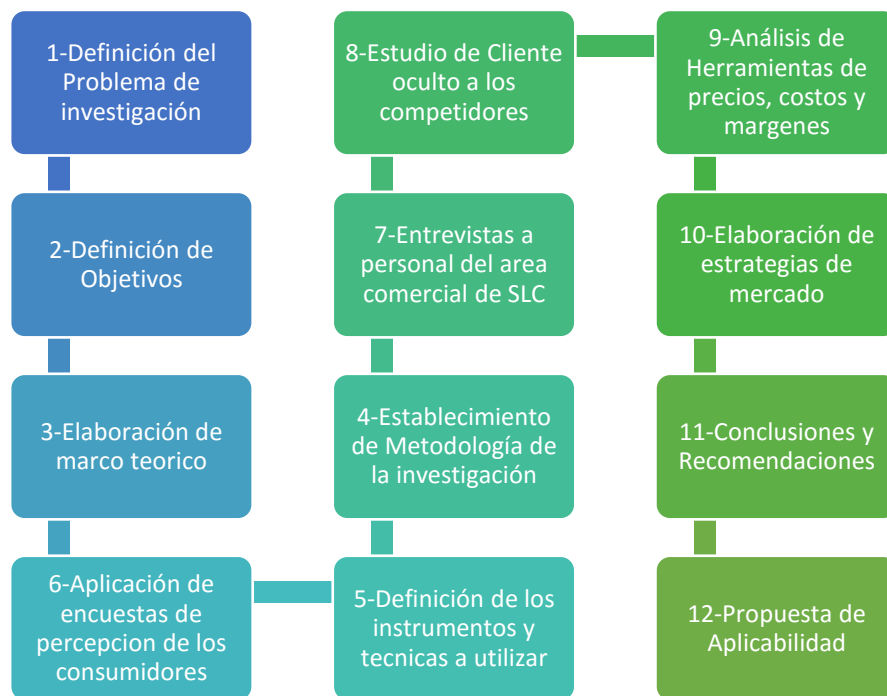 1-Definición del
Problema de
investigación
2-Definición de
Objetivos
3-Elaboración de
marco teorico
6-Aplicación de
encuestas de
percepcion de los
consumidores
5-Definición de los
instrumentos y
tecnicas a utilizar
4-Establecimiento
de Metodología de
la investigación
7-Entrevistas a
personal del area
comercial de SLC
8-Estudio de Cliente
oculto a los
competidores
9-Análisis de
Herramientas de
precios, costos y
margenes
10-Elaboración de
estrategias de
mercado
11-Conclusiones y
Recomendaciones
12-Propuesta de
Aplicabilidad